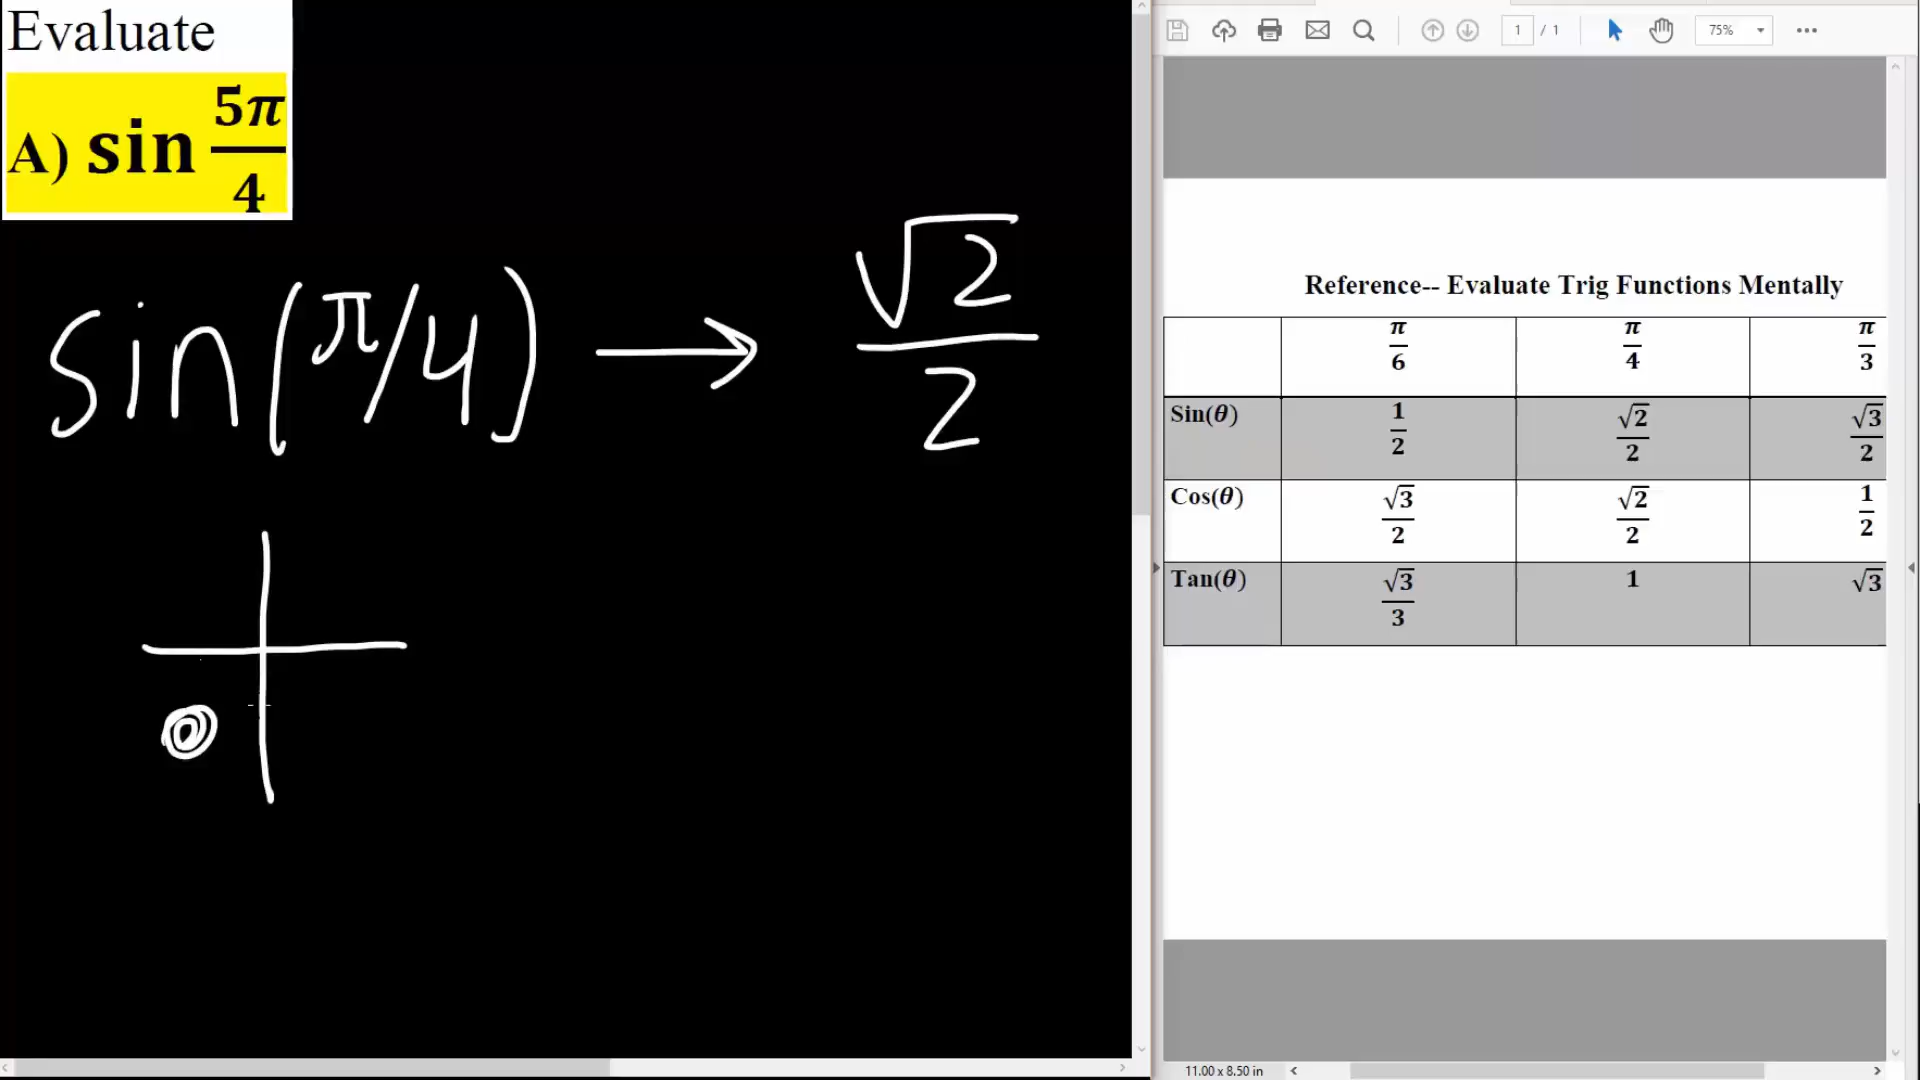 Evaluate
A) sin 5π/4
sin(π/4) → √2/2
1 / 1
75%
Reference-- Evaluate Trig Functions Mentally
π/6 π/4 π/3
Sin(θ) 1/2 √2/2 √3/2
Cos(θ) √3/2 √2/2 1/2
Tan(θ) √3/3 1 √3
11.00 x 8.50 in